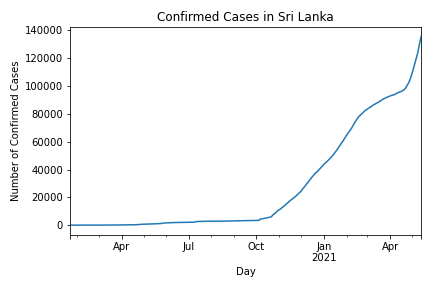 Confirmed Cases in Sri Lanka
140000
120000
100000
80000
60000
40000
20000
0
Number of Confirmed Cases
Apr Jul Oct Jan Apr
2021
Day